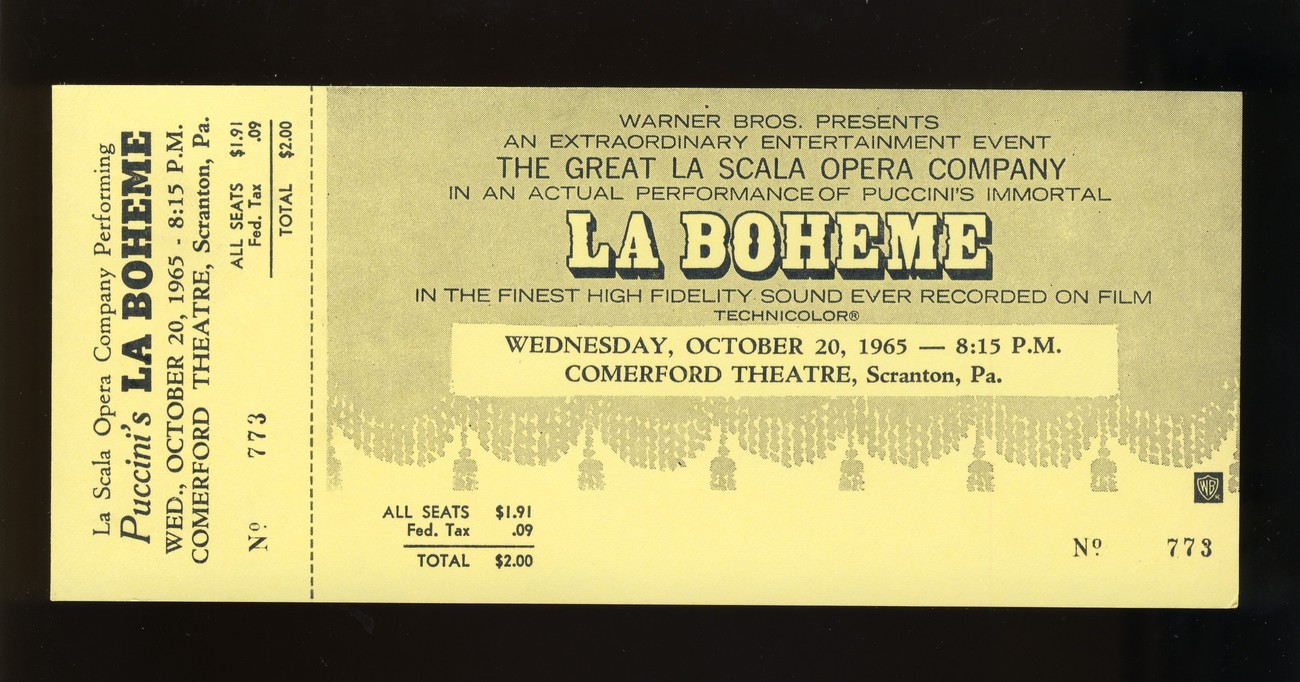 La Scala Opera Company Performing
Puccini's LA BOHEME
WED., OCTOBER 20, 1965 - 8:15 P.M.
COMERFORD THEATRE, Scranton, Pa.
ALL SEATS $1.91
Fed. Tax .09
TOTAL $2.00
Nº 773
WARNER BROS. PRESENTS
AN EXTRAORDINARY ENTERTAINMENT EVENT
THE GREAT LA SCALA OPERA COMPANY
IN AN ACTUAL PERFORMANCE OF PUCCINI'S IMMORTAL
LA BOHEME
IN THE FINEST HIGH FIDELITY SOUND EVER RECORDED ON FILM
TECHNICOLOR®
WEDNESDAY, OCTOBER 20, 1965 — 8:15 P.M.
COMERFORD THEATRE, Scranton, Pa.
WB
ALL SEATS $1.91
Fed. Tax .09
TOTAL $2.00
Nº 773